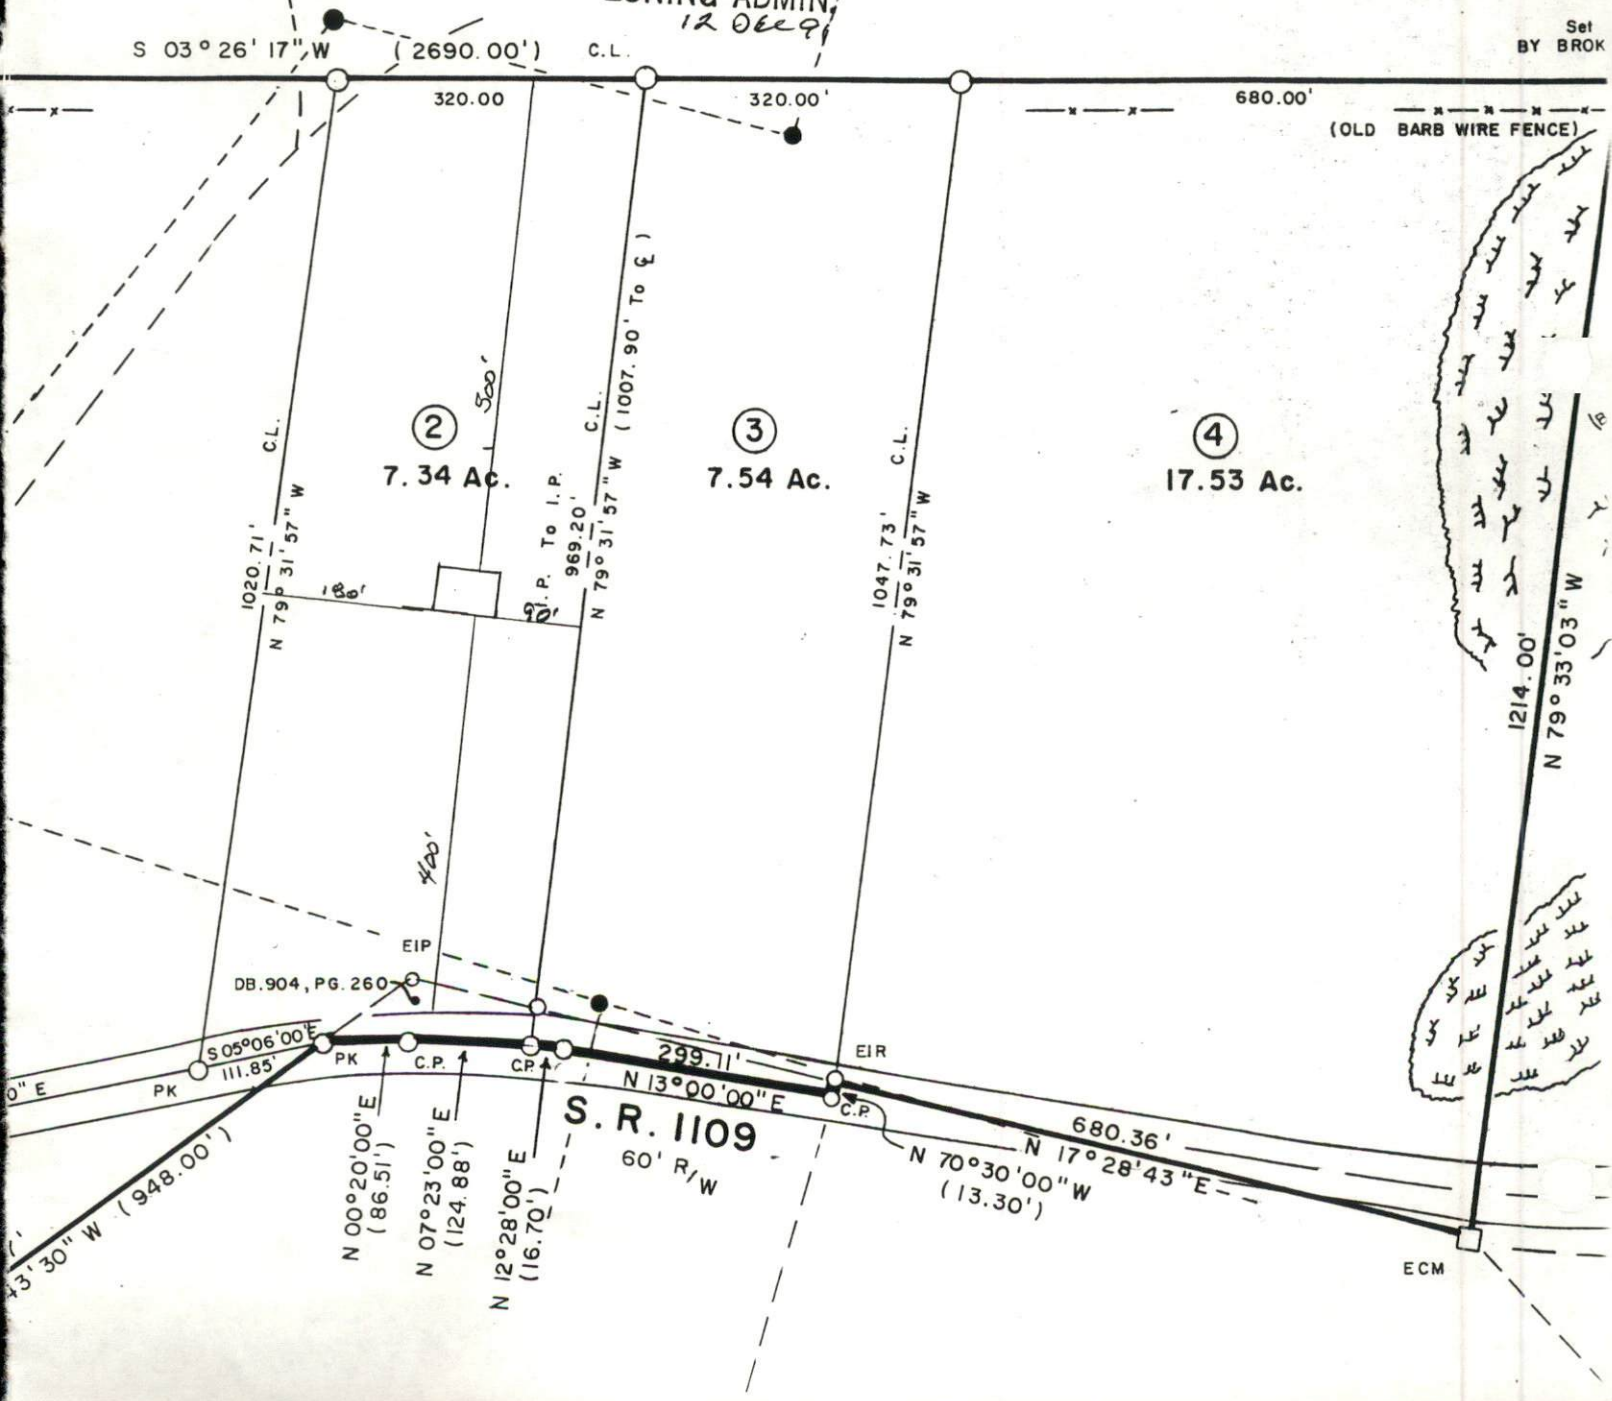 ZONING ADMIN.
12 Dec 91
Set
BY BROK
S 03° 26' 17" W (2690.00') C.L.
320.00
320.00'
680.00'
(OLD BARB WIRE FENCE)
C.L.
1020.71'
N 79° 31' 57" W
2
7.34 Ac.
500'
180'
90'
400'
I.P. To I.P.
969.20'
C.L.
N 79° 31' 57" W (1007.90' To ℄)
3
7.54 Ac.
C.L.
1047.73'
N 79° 31' 57" W
4
17.53 Ac.
1214.00'
N 79° 33' 03" W
EIP
DB.904, PG. 260
0" E
PK
S 05°06'00"E
111.85'
PK
C.P.
C.P.
299.71'
N 13°00'00"E
EIR
C.P.
S.R. 1109
60' R/W
680.36'
N 17°28'43"E
N 70°30'00"W
(13.30')
N 00°20'00"E
(86.51')
N 07°23'00"E
(124.88')
N 12°28'00"E
(16.70')
43'30" W (948.00')
ECM